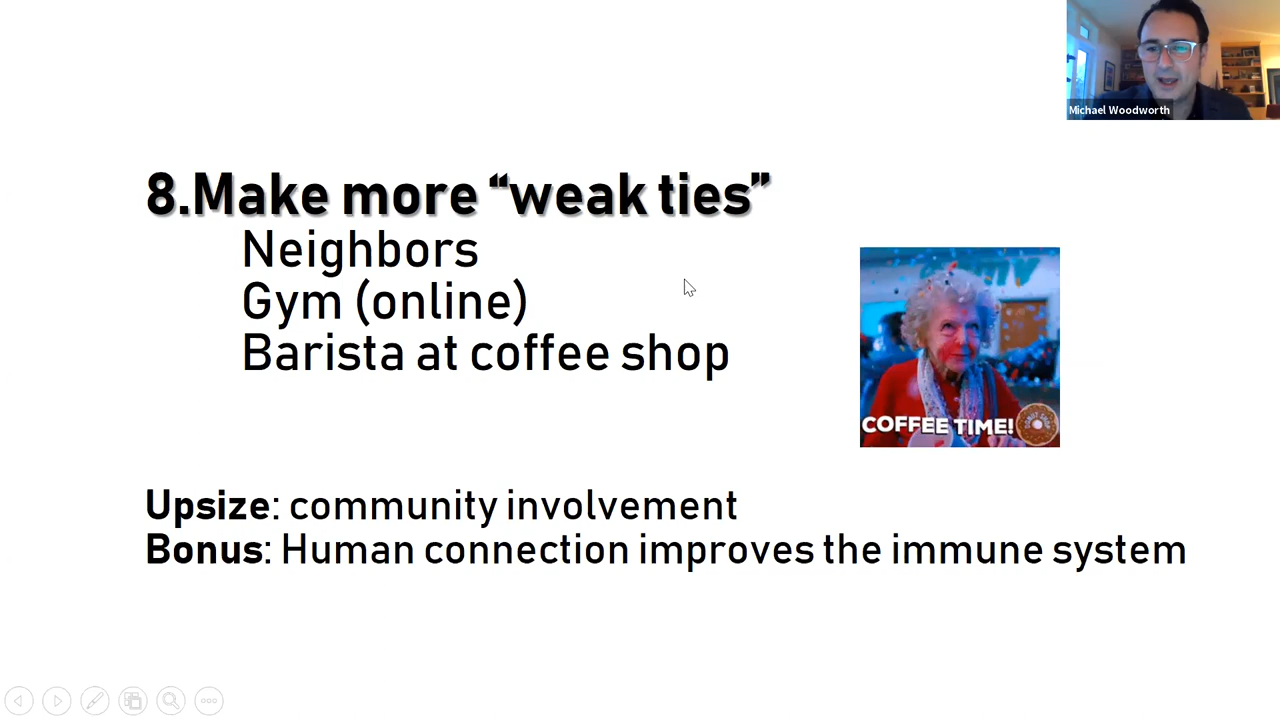 Michael Woodworth
8.Make more “weak ties”
Neighbors
Gym (online)
Barista at coffee shop
COFFEE TIME!
Upsize: community involvement
Bonus: Human connection improves the immune system